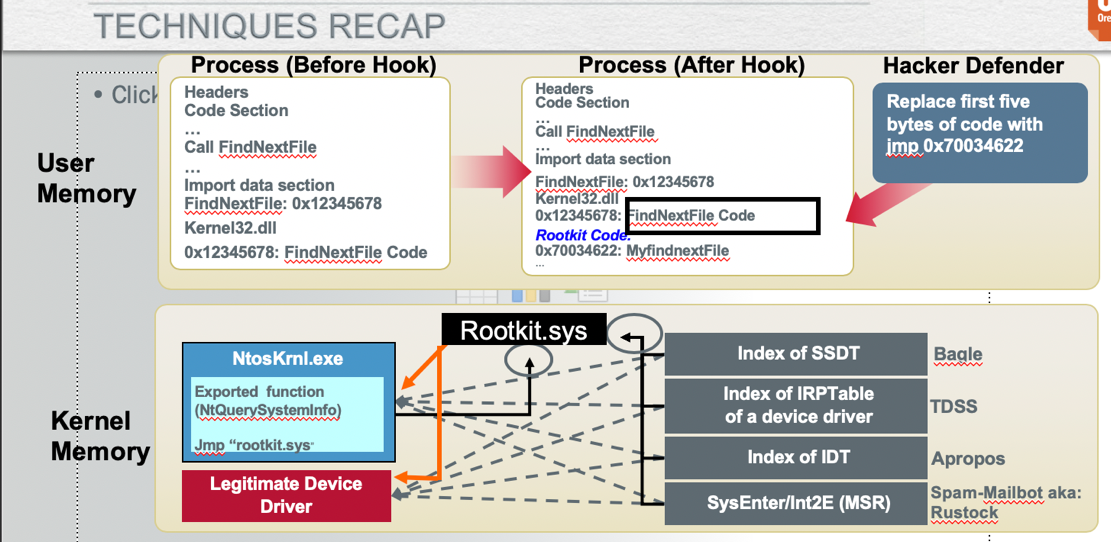 TECHNIQUES RECAP
Ore
• Click
User
Memory
Process (Before Hook)
Headers
Code Section
...
Call FindNextFile
...
Import data section
FindNextFile: 0x12345678
Kernel32.dll
0x12345678: FindNextFile Code
Process (After Hook)
Headers
Code Section
...
Call FindNextFile
...
Import data section
FindNextFile: 0x12345678
Kernel32.dll
0x12345678: FindNextFile Code
Rootkit Code:
0x70034622: MyfindnextFile
...
Hacker Defender
Replace first five
bytes of code with
jmp 0x70034622
Kernel
Memory
Rootkit.sys
NtosKrnl.exe
Exported function
(NtQuerySystemInfo)
Jmp “rootkit.sys”
Legitimate Device
Driver
Index of SSDT
Bagle
Index of IRPTable
of a device driver
TDSS
Index of IDT
Apropos
SysEnter/Int2E (MSR)
Spam-Mailbot aka:
Rustock